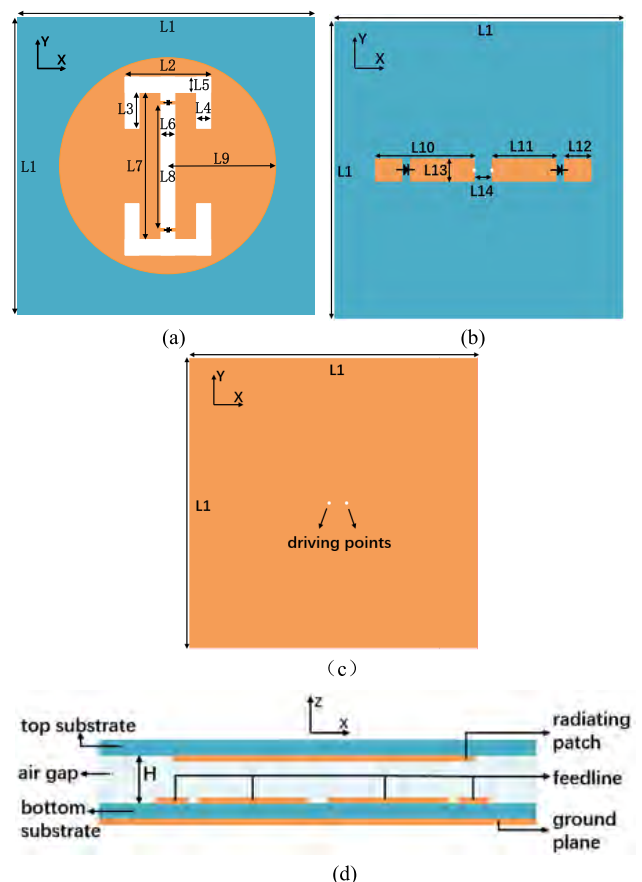 L1
Y
X
L2
L5
L3
L4
L6
L7
L8
L9
L1
(a)
L1
Y
X
L10
L11
L12
L13
L14
L1
(b)
L1
Y
X
L1
driving points
（c）
Z
X
top substrate
radiating
patch
air gap
H
feedline
bottom
substrate
ground
plane
(d)